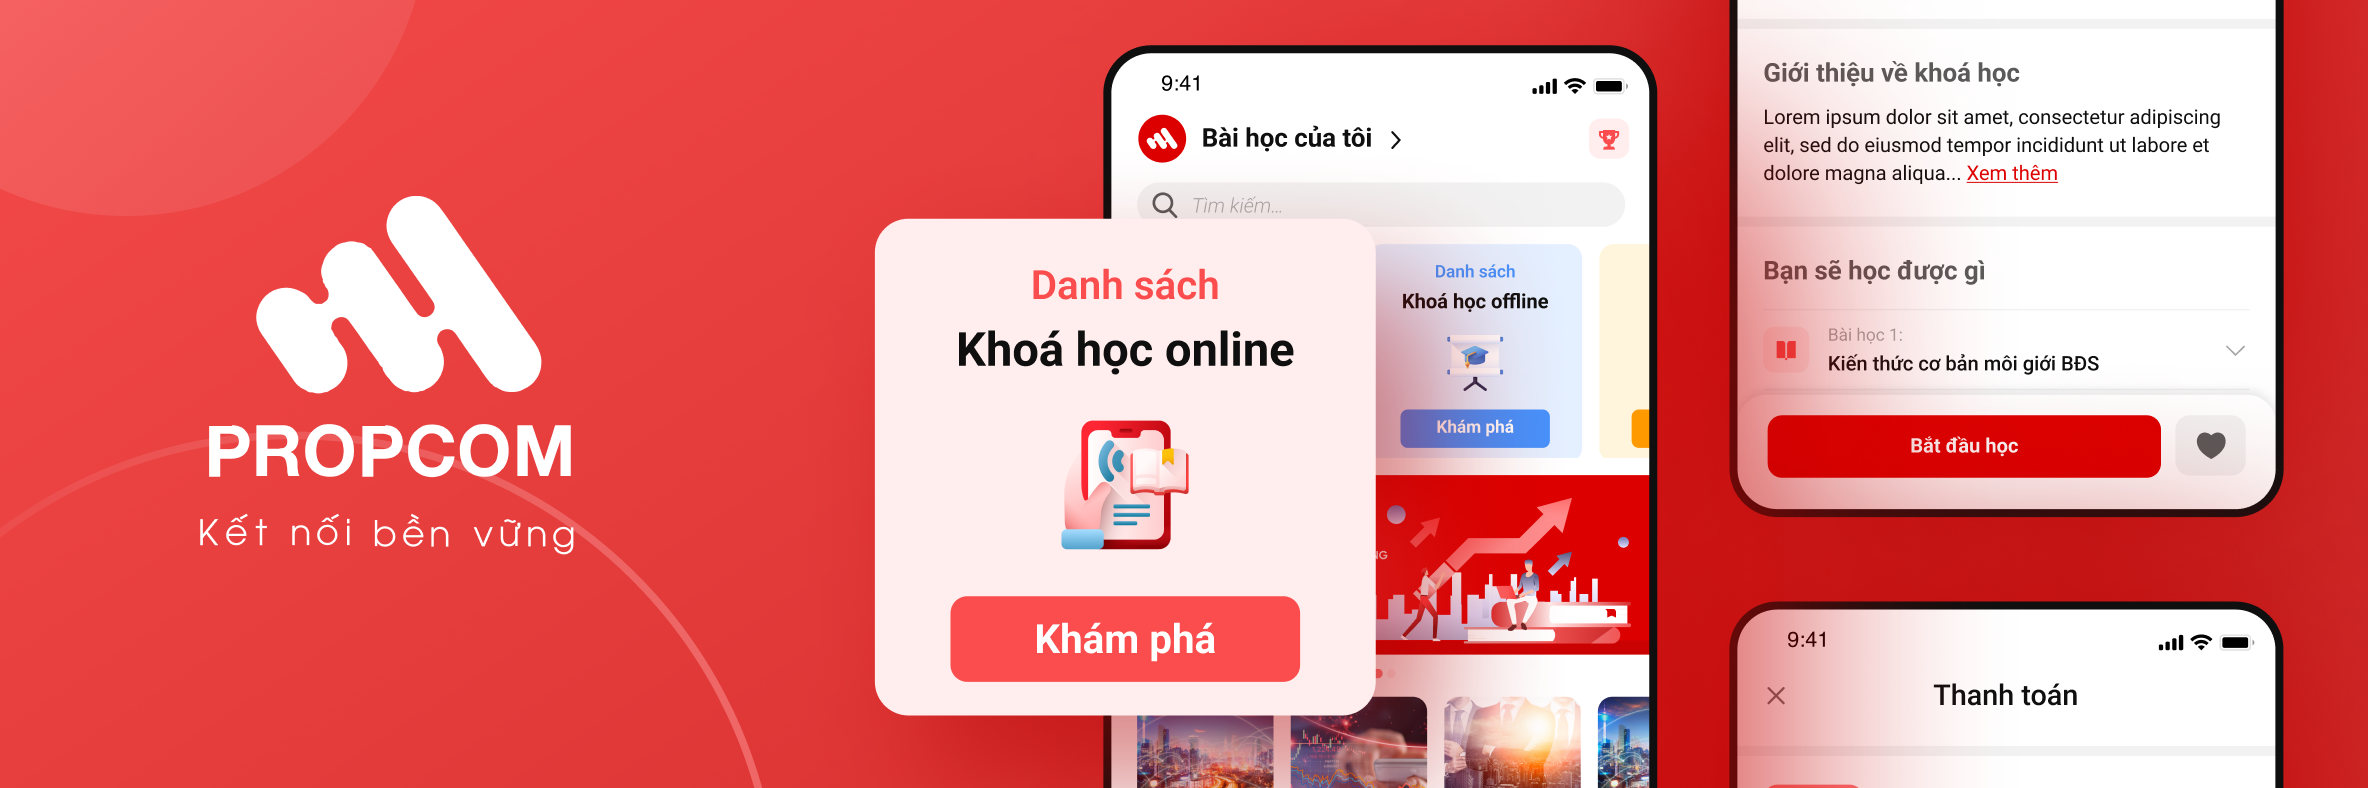 PROPCOM
Kết nối bền vững
9:41
Bài học của tôi
Tìm kiếm...
Danh sách
Khoá học online
Khám phá
Danh sách
Khoá học offline
Khám phá
NG
Giới thiệu về khoá học
Lorem ipsum dolor sit amet, consectetur adipiscing
elit, sed do eiusmod tempor incididunt ut labore et
dolore magna aliqua... Xem thêm
Bạn sẽ học được gì
Bài học 1:
Kiến thức cơ bản môi giới BĐS
Bắt đầu học
9:41
Thanh toán